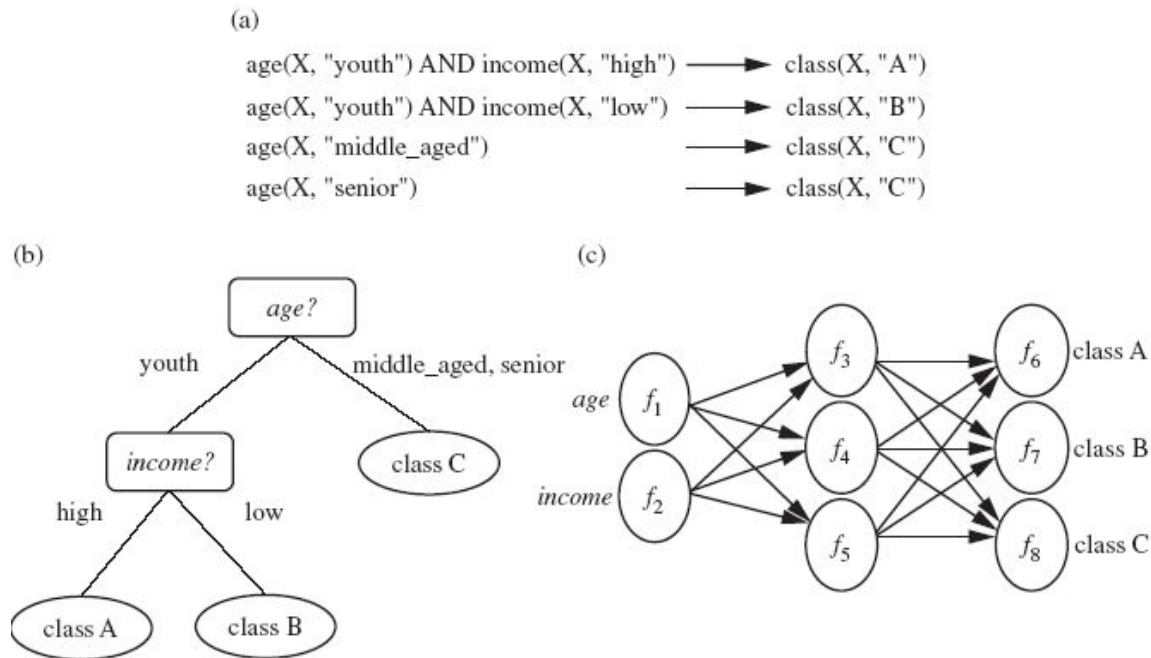 (a)
age(X, "youth") AND income(X, "high") class(X, "A")
age(X, "youth") AND income(X, "low") class(X, "B")
age(X, "middle_aged") class(X, "C")
age(X, "senior") class(X, "C")
(b)
age?
youth
middle_aged, senior
income?
class C
high
low
class A
class B
(c)
age
income
f1
f2
f3
f4
f5
f6 class A
f7 class B
f8 class C